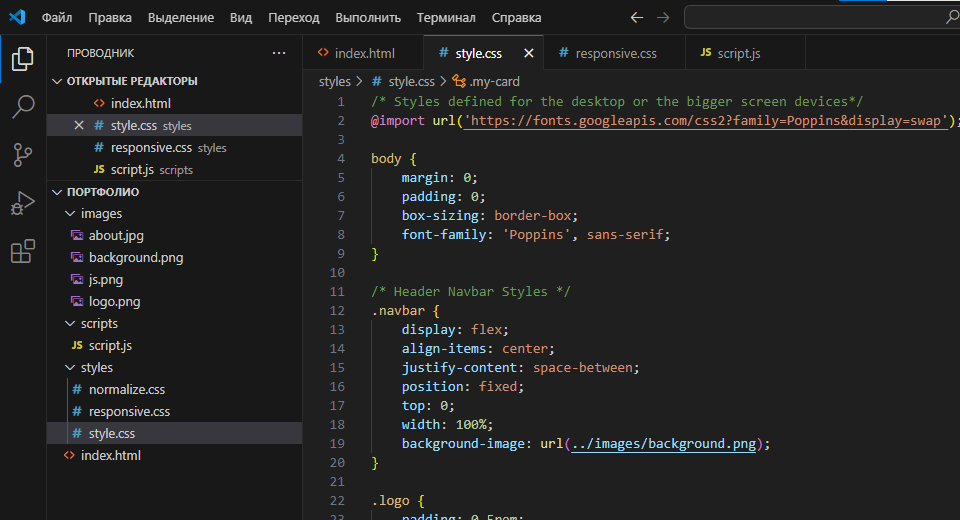 Файл Правка Выделение Вид Переход Выполнить Терминал Справка
ПРОВОДНИК
ОТКРЫТЫЕ РЕДАКТОРЫ
index.html
style.css styles
responsive.css styles
script.js scripts
ПОРТФОЛИО
images
about.jpg
background.png
js.png
logo.png
scripts
script.js
styles
normalize.css
responsive.css
style.css
index.html
index.html style.css responsive.css script.js
styles > style.css > .my-card
1 /* Styles defined for the desktop or the bigger screen devices*/
2 @import url('https://fonts.googleapis.com/css2?family=Poppins&display=swap');
3
4 body {
5 margin: 0;
6 padding: 0;
7 box-sizing: border-box;
8 font-family: 'Poppins', sans-serif;
9 }
10
11 /* Header Navbar Styles */
12 .navbar {
13 display: flex;
14 align-items: center;
15 justify-content: space-between;
16 position: fixed;
17 top: 0;
18 width: 100%;
19 background-image: url(../images/background.png);
20 }
21
22 .logo {
23 padding: 0.5rem;